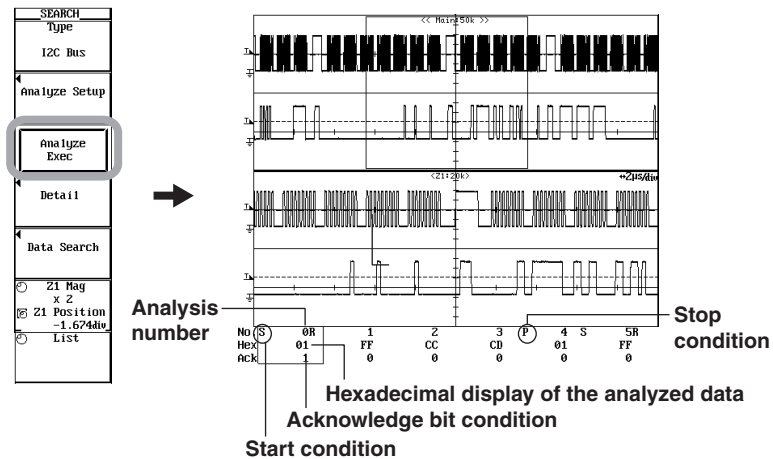 SEARCH
Type
I2C Bus
Analyze Setup
Analyze
Exec
Detail
Data Search
Z1 Mag
x 2
Z1 Position
-1.674div
List
<< Main:50k >>
<Z1:20k>
↔2μs/div
Analysis
number
Stop
condition
No S 0R 1 2 3 P 4 S 5R
Hex 01 FF CC CD 01 FF
Ack 1 0 0 0 0 0
Hexadecimal display of the analyzed data
Acknowledge bit condition
Start condition